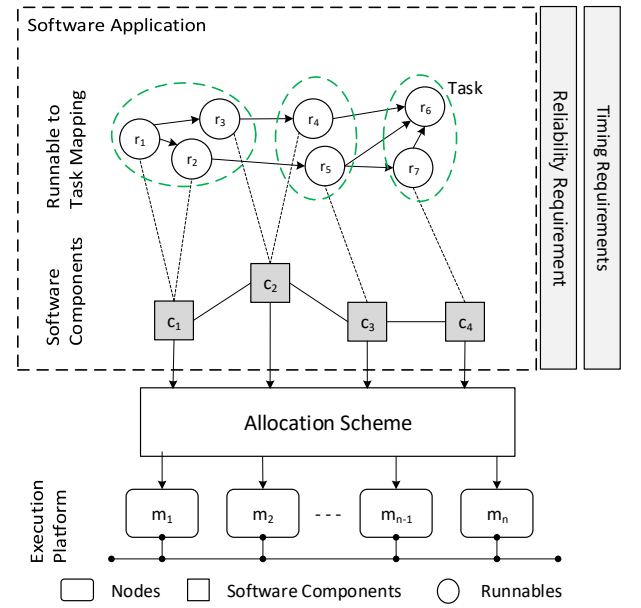 Software Application
Runnable to
Task Mapping
Task
r1
r2
r3
r4
r5
r6
r7
Software
Components
c1
c2
c3
c4
Reliability Requirement
Timing Requirements
Allocation Scheme
Execution
Platform
m1
m2
- - -
mn-1
mn
Nodes
Software Components
Runnables